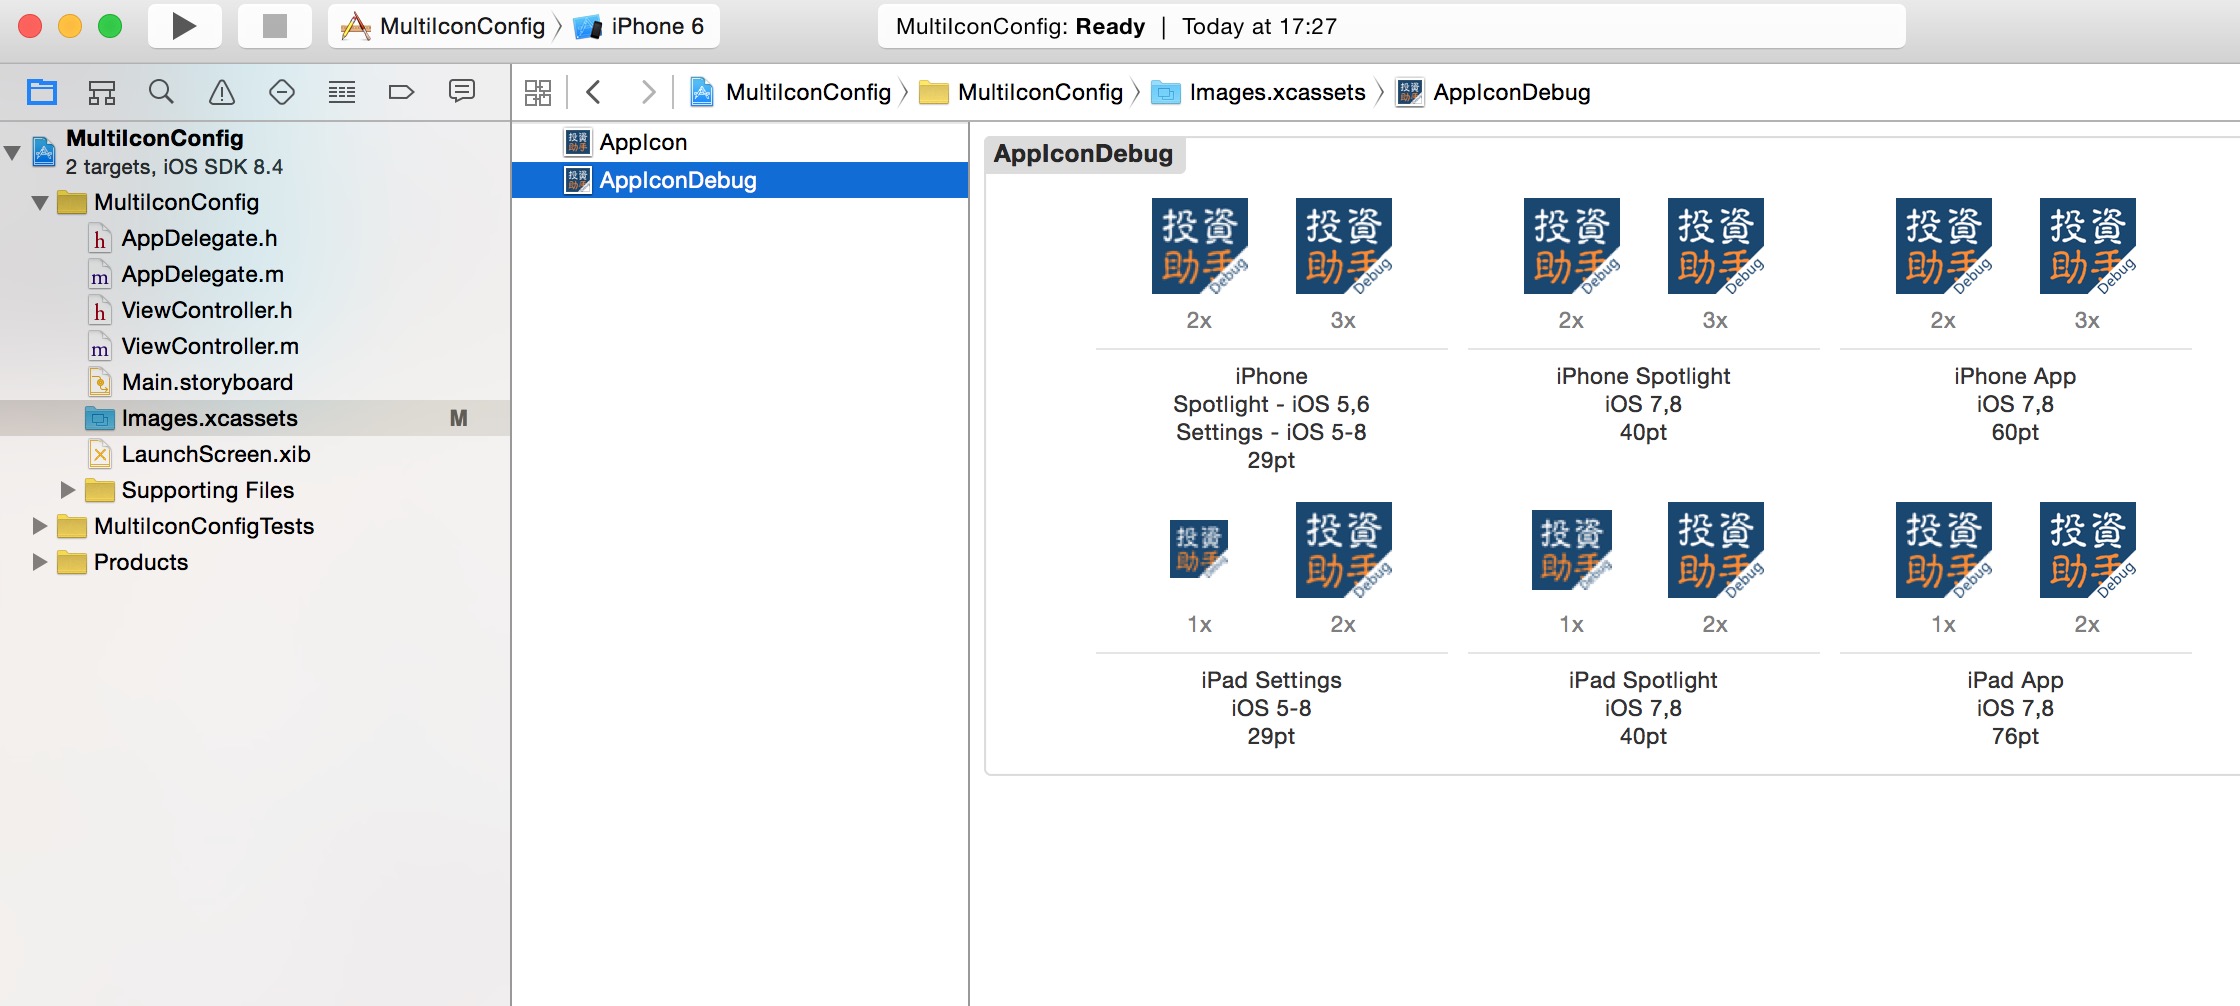 MultiIconConfig
iPhone 6
MultiIconConfig: Ready | Today at 17:27
MultiIconConfig
MultiIconConfig
Images.xcassets
AppIconDebug
MultiIconConfig
2 targets, iOS SDK 8.4
MultiIconConfig
AppDelegate.h
AppDelegate.m
ViewController.h
ViewController.m
Main.storyboard
Images.xcassets M
LaunchScreen.xib
Supporting Files
MultiIconConfigTests
Products
AppIcon
AppIconDebug
AppIconDebug
投資
助手
Debug
投資
助手
Debug
投資
助手
Debug
投資
助手
Debug
投資
助手
Debug
投資
助手
Debug
2x 3x 2x 3x 2x 3x
iPhone
Spotlight - iOS 5,6
Settings - iOS 5-8
29pt
iPhone Spotlight
iOS 7,8
40pt
iPhone App
iOS 7,8
60pt
投資
助手
Debug
投資
助手
Debug
投資
助手
Debug
投資
助手
Debug
投資
助手
Debug
投資
助手
Debug
1x 2x 1x 2x 1x 2x
iPad Settings
iOS 5-8
29pt
iPad Spotlight
iOS 7,8
40pt
iPad App
iOS 7,8
76pt